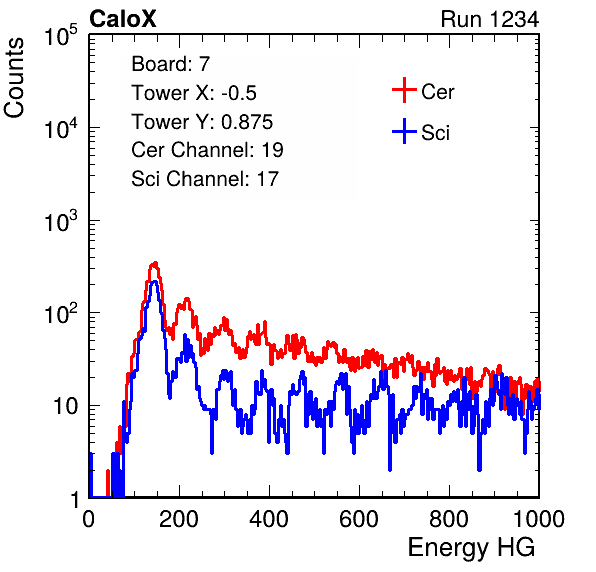 CaloX Run 1234
Counts
10^5
10^4
10^3
10^2
10
1
Board: 7
Tower X: -0.5
Tower Y: 0.875
Cer Channel: 19
Sci Channel: 17
Cer
Sci
0 200 400 600 800 1000
Energy HG